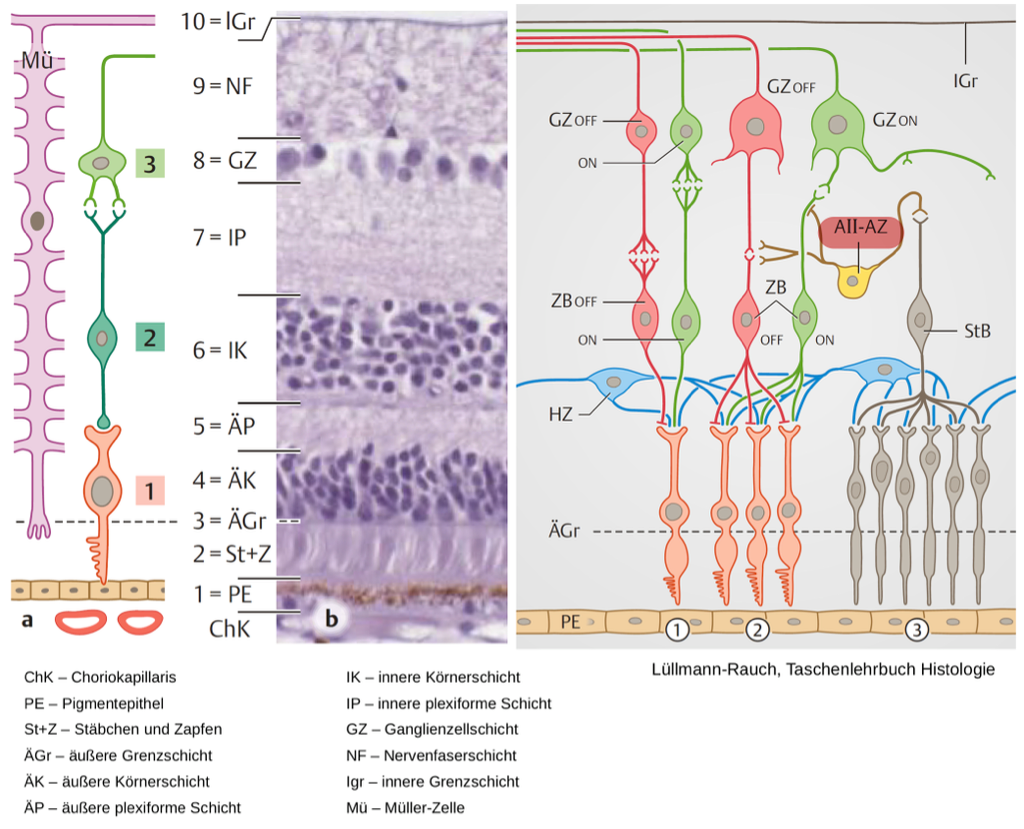 Mü
3
2
1
a
10 = IGr
9 = NF
8 = GZ
7 = IP
6 = IK
5 = ÄP
4 = ÄK
3 = ÄGr
2 = St+Z
1 = PE
ChK
b
IGr
GZ OFF
GZ ON
GZ OFF
ON
AII-AZ
ZB
ZB OFF
StB
ON
OFF
ON
HZ
ÄGr
PE
1
2
3
Lüllmann-Rauch, Taschenlehrbuch Histologie
ChK – Choriokapillaris
PE – Pigmentepithel
St+Z – Stäbchen und Zapfen
ÄGr – äußere Grenzschicht
ÄK – äußere Körnerschicht
ÄP – äußere plexiforme Schicht
IK – innere Körnerschicht
IP – innere plexiforme Schicht
GZ – Ganglienzellschicht
NF – Nervenfaserschicht
Igr – innere Grenzschicht
Mü – Müller-Zelle